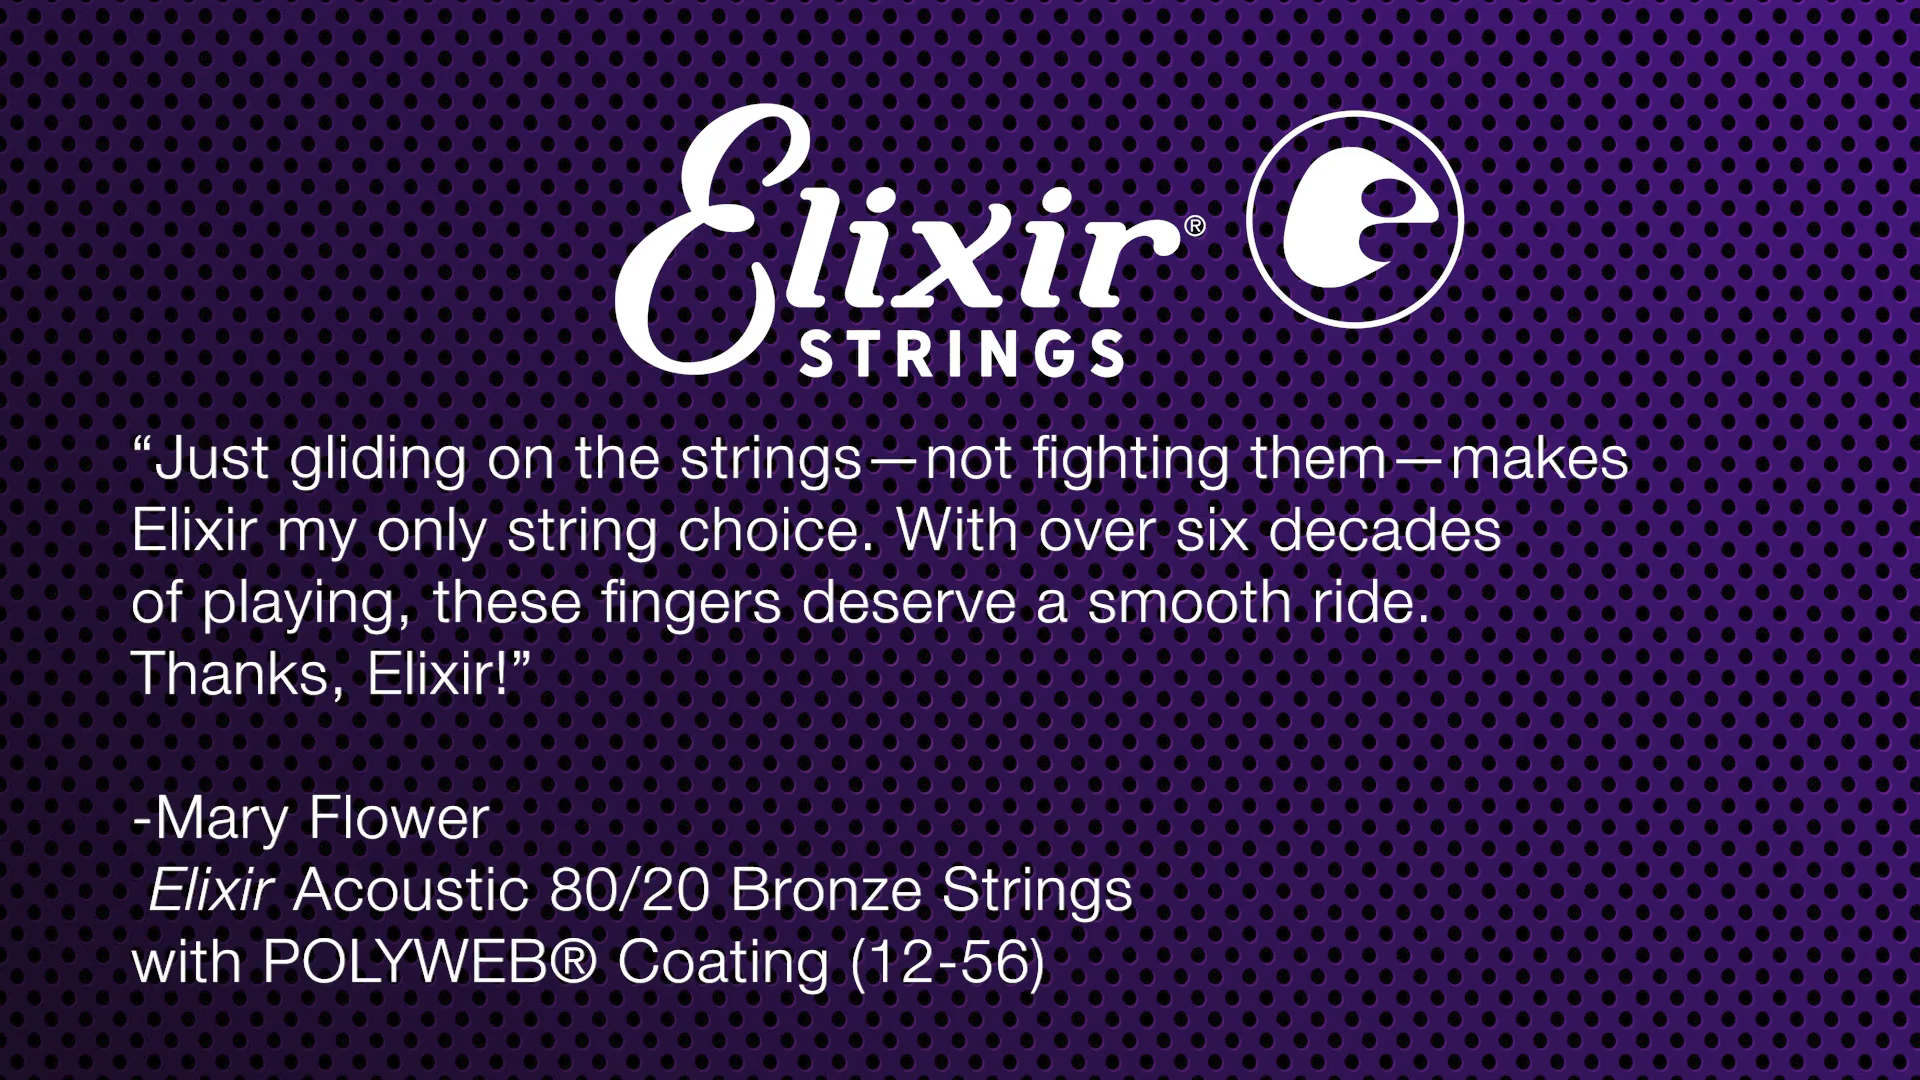 Elixir®
STRINGS
“Just gliding on the strings—not fighting them—makes
Elixir my only string choice. With over six decades
of playing, these fingers deserve a smooth ride.
Thanks, Elixir!”
-Mary Flower
Elixir Acoustic 80/20 Bronze Strings
with POLYWEB® Coating (12-56)